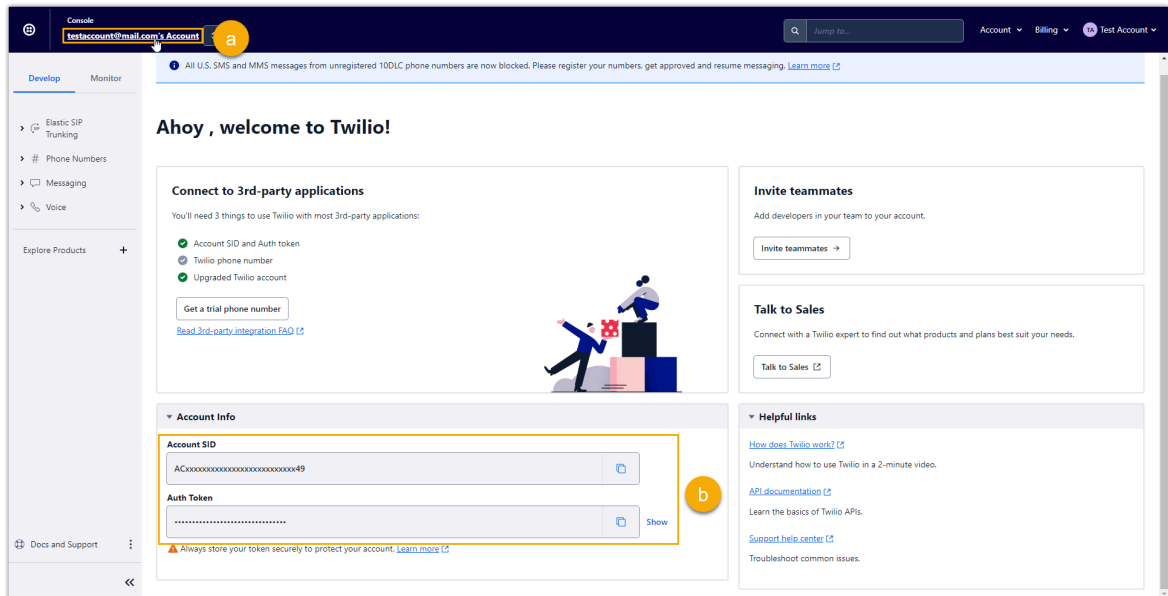 Console
testaccount@mail.com's Account
a
Jump to...
Account
Billing
TA
Test Account
Develop
Monitor
All U.S. SMS and MMS messages from unregistered 10DLC phone numbers are now blocked. Please register your numbers, get approved and resume messaging. Learn more
Elastic SIP
Trunking
# Phone Numbers
Messaging
Voice
Explore Products +
Docs and Support
Ahoy , welcome to Twilio!
Connect to 3rd-party applications
You'll need 3 things to use Twilio with most 3rd-party applications:
Account SID and Auth token
Twilio phone number
Upgraded Twilio account
Get a trial phone number
Read 3rd-party integration FAQ
Invite teammates
Add developers in your team to your account.
Invite teammates →
Talk to Sales
Connect with a Twilio expert to find out what products and plans best suit your needs.
Talk to Sales
Account Info
Account SID
ACxxxxxxxxxxxxxxxxxxxxxxxxxx49
Auth Token
••••••••••••••••••••••••••••••••
Show
b
Always store your token securely to protect your account. Learn more
Helpful links
How does Twilio work?
Understand how to use Twilio in a 2-minute video.
API documentation
Learn the basics of Twilio APIs.
Support help center
Troubleshoot common issues.